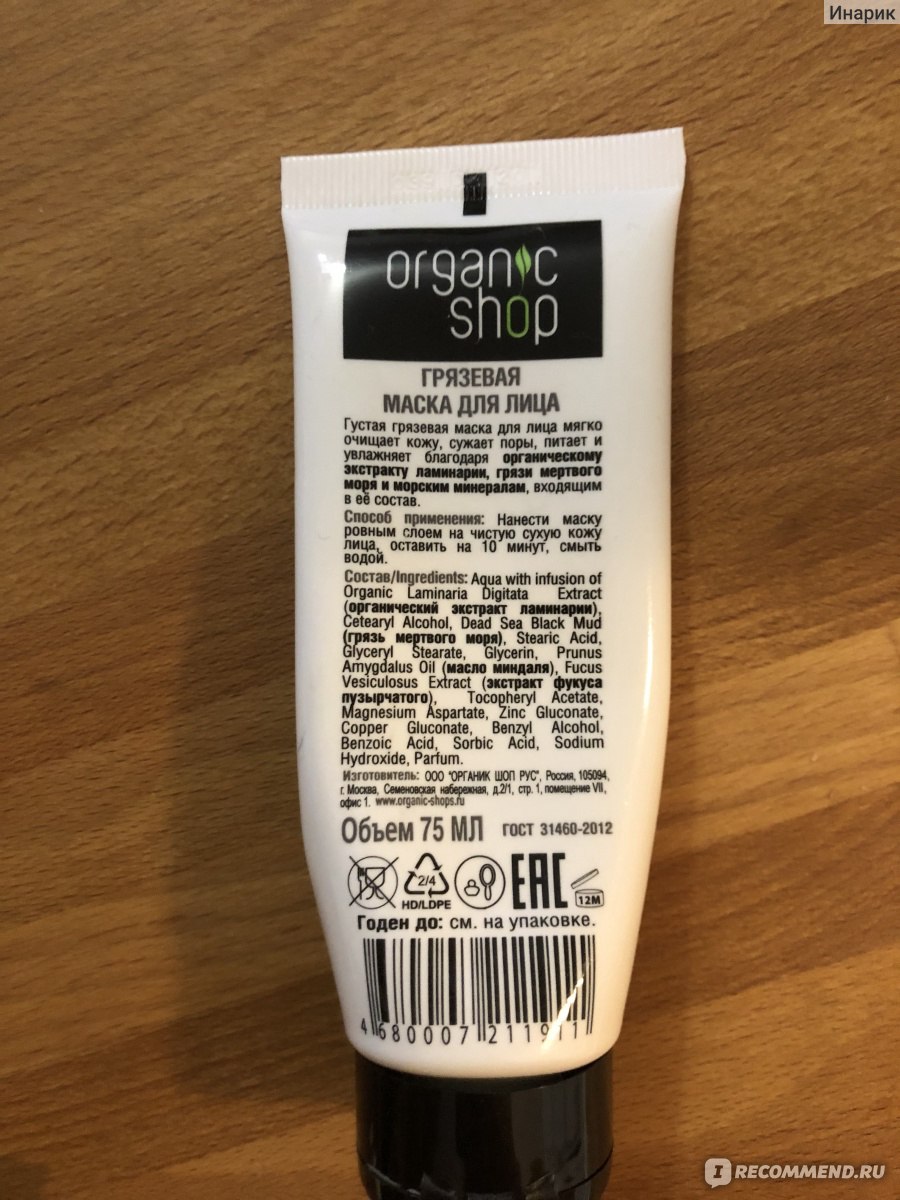 Инарик
organic
shop
ГРЯЗЕВАЯ
МАСКА ДЛЯ ЛИЦА
Густая грязевая маска для лица мягко
очищает кожу, сужает поры, питает и
увлажняет благодаря органическому
экстракту ламинарии, грязи мертвого
моря и морским минералам, входящим
в её состав.
Способ применения: Нанести маску
ровным слоем на чистую сухую кожу
лица, оставить на 10 минут, смыть
водой.
Состав/Ingredients: Aqua with infusion of
Organic Laminaria Digitata Extract
(органический экстракт ламинарии),
Cetearyl Alcohol, Dead Sea Black Mud
(грязь мертвого моря), Stearic Acid,
Glyceryl Stearate, Glycerin, Prunus
Amygdalus Oil (масло миндаля), Fucus
Vesiculosus Extract (экстракт фукуса
пузырчатого), Tocopheryl Acetate,
Magnesium Aspartate, Zinc Gluconate,
Copper Gluconate, Benzyl Alcohol,
Benzoic Acid, Sorbic Acid, Sodium
Hydroxide, Parfum.
Изготовитель: ООО "ОРГАНИК ШОП РУС", Россия, 105094,
г. Москва, Семеновская набережная, д.2/1, стр. 1, помещение VII,
офис 1. www.organic-shops.ru
Объем 75 МЛ ГОСТ 31460-2012
2/4
HD/LDPE
EAC
12M
Годен до: см. на упаковке.
4 680007 211911
IRECOMMEND.RU